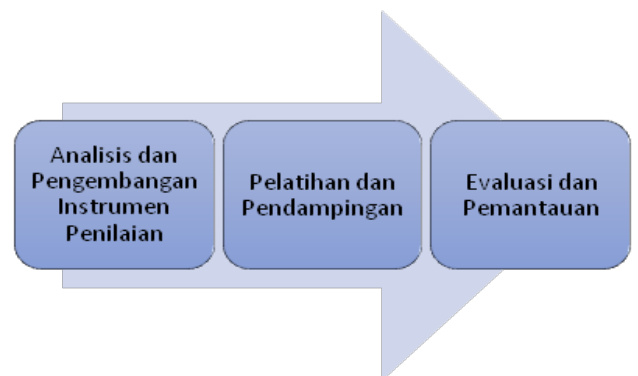 Analisis dan
Pengembangan
Instrumen
Penilaian
Pelatihan dan
Pendampingan
Evaluasi dan
Pemantauan